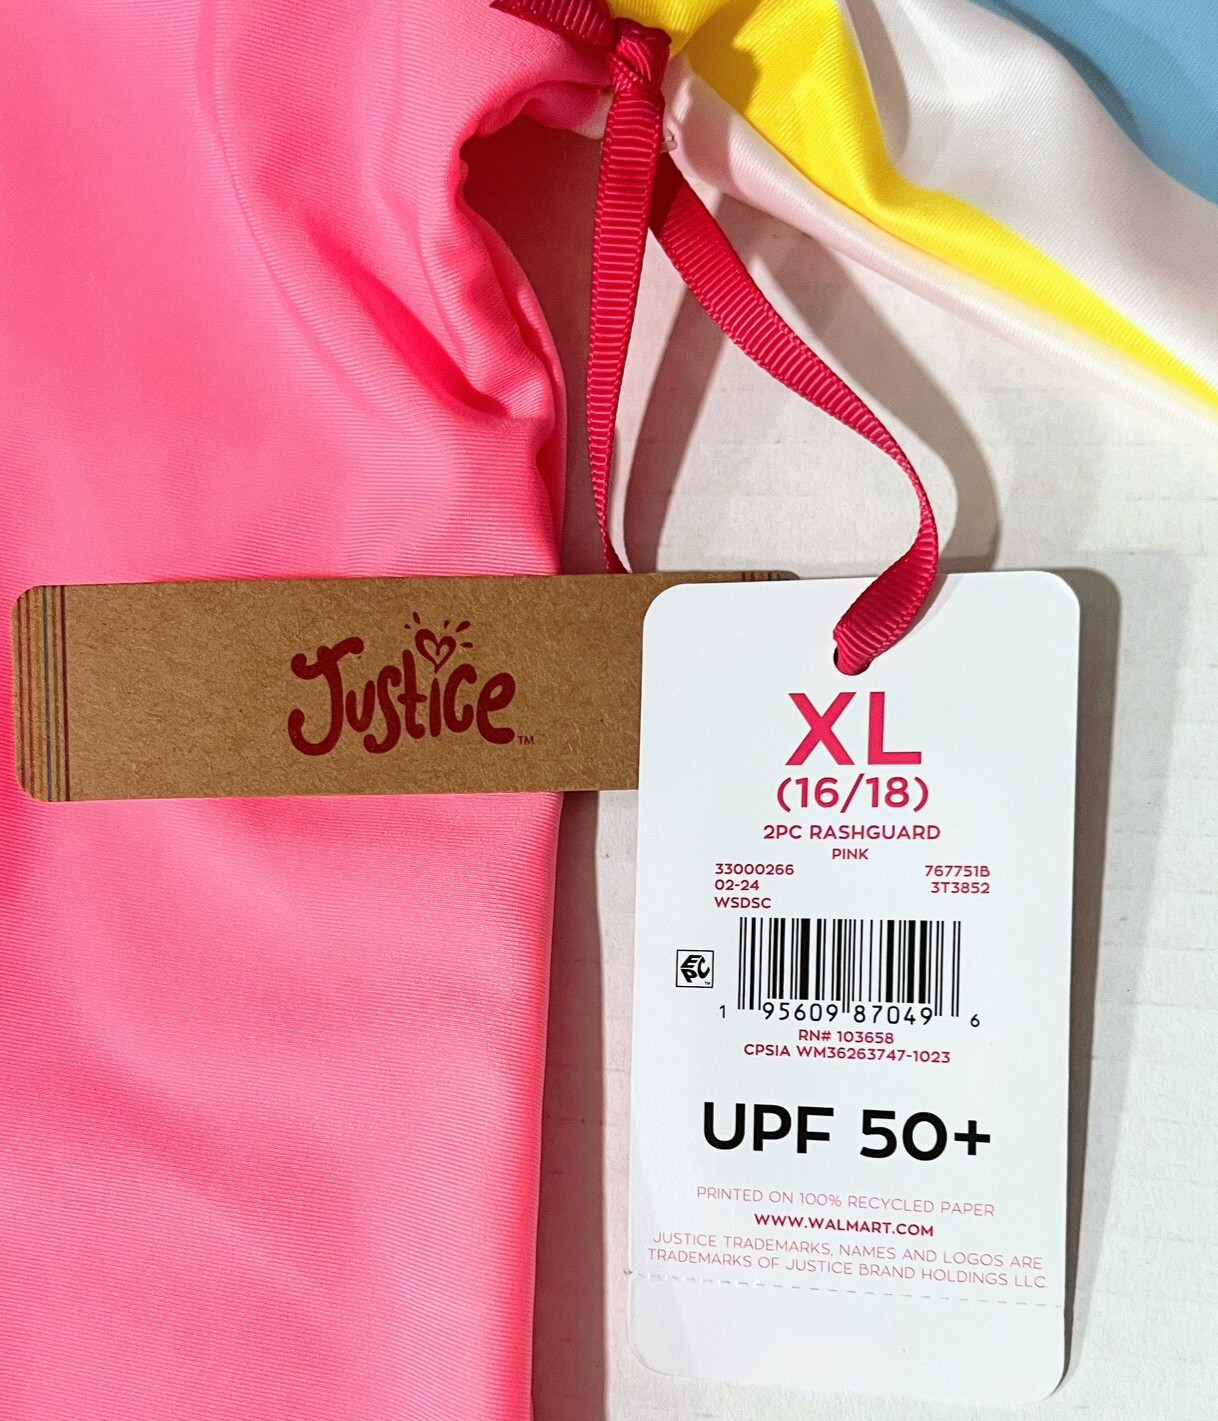 Justice™
XL
(16/18)
2PC RASHGUARD
PINK
33000266 767751B
02-24 3T3852
WSDSC
EPC™
1 95609 87049 6
RN# 103658
CPSIA WM36263747-1023
UPF 50+
PRINTED ON 100% RECYCLED PAPER
WWW.WALMART.COM
JUSTICE TRADEMARKS, NAMES AND LOGOS ARE
TRADEMARKS OF JUSTICE BRAND HOLDINGS LLC.